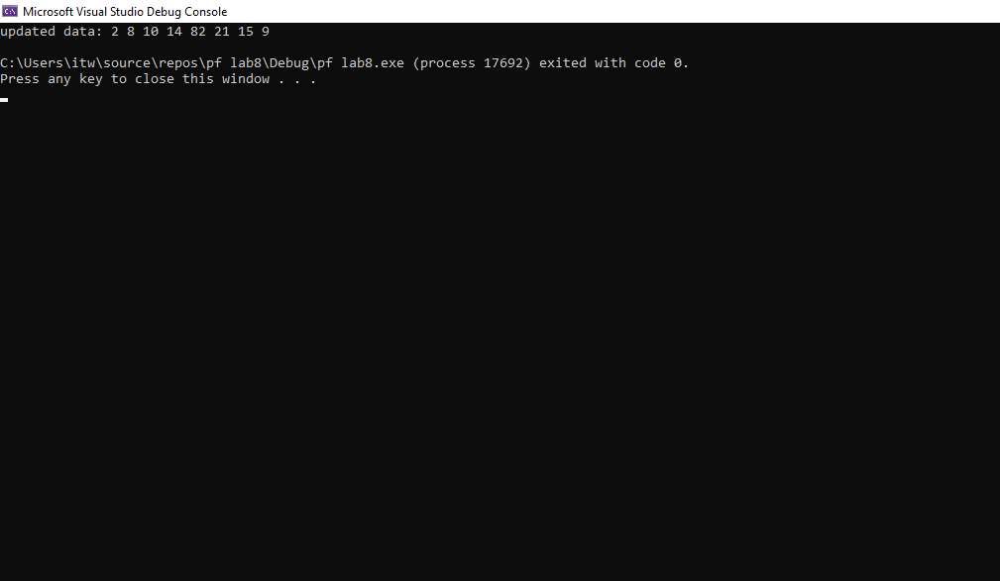 Microsoft Visual Studio Debug Console
updated data: 2 8 10 14 82 21 15 9
C:\Users\itw\source\repos\pf lab8\Debug\pf lab8.exe (process 17692) exited with code 0.
Press any key to close this window . . .